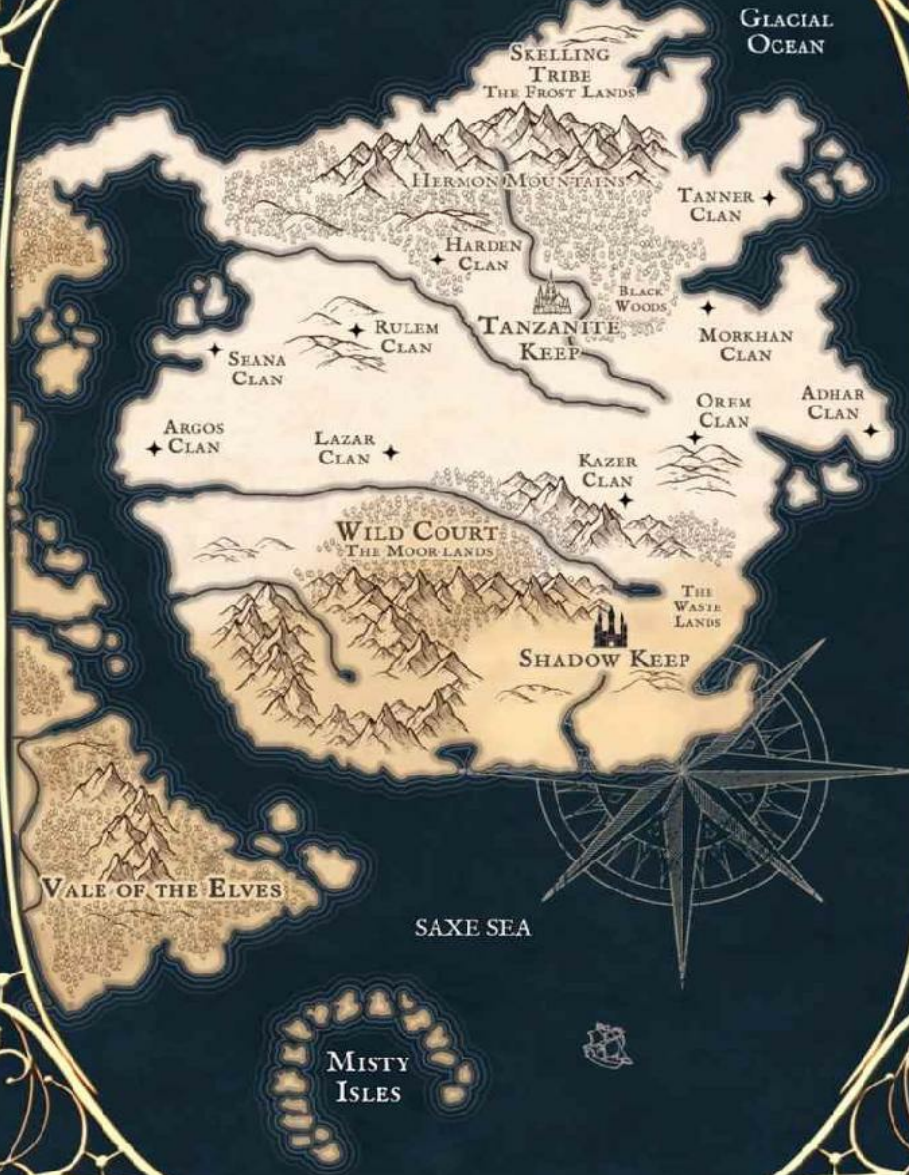 GLACIAL
OCEAN
SKELLING
TRIBE
THE FROST LANDS
HERMON MOUNTAINS
TANNER
CLAN
HARDEN
CLAN
BLACK
WOODS
TANZANITE
KEEP
RULEM
CLAN
MORKHAN
CLAN
SEANA
CLAN
OREM
CLAN
ADHAR
CLAN
ARGOS
CLAN
LAZAR
CLAN
KAZER
CLAN
WILD COURT
THE MOOR-LANDS
THE
WASTE
LANDS
SHADOW KEEP
VALE OF THE ELVES
SAXE SEA
MISTY
ISLES